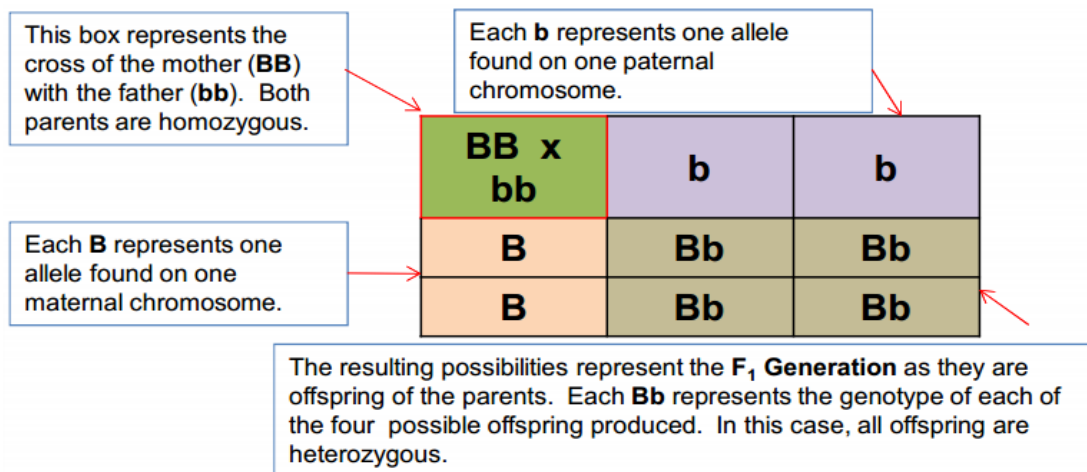 This box represents the
cross of the mother (BB)
with the father (bb).  Both
parents are homozygous.
Each b represents one allele
found on one paternal
chromosome.
BB  x
bb
b
b
Each B represents one
allele found on one
maternal chromosome.
B
Bb
Bb
B
Bb
Bb
The resulting possibilities represent the F₁ Generation as they are
offspring of the parents.  Each Bb represents the genotype of each of
the four  possible offspring produced.  In this case, all offspring are
heterozygous.